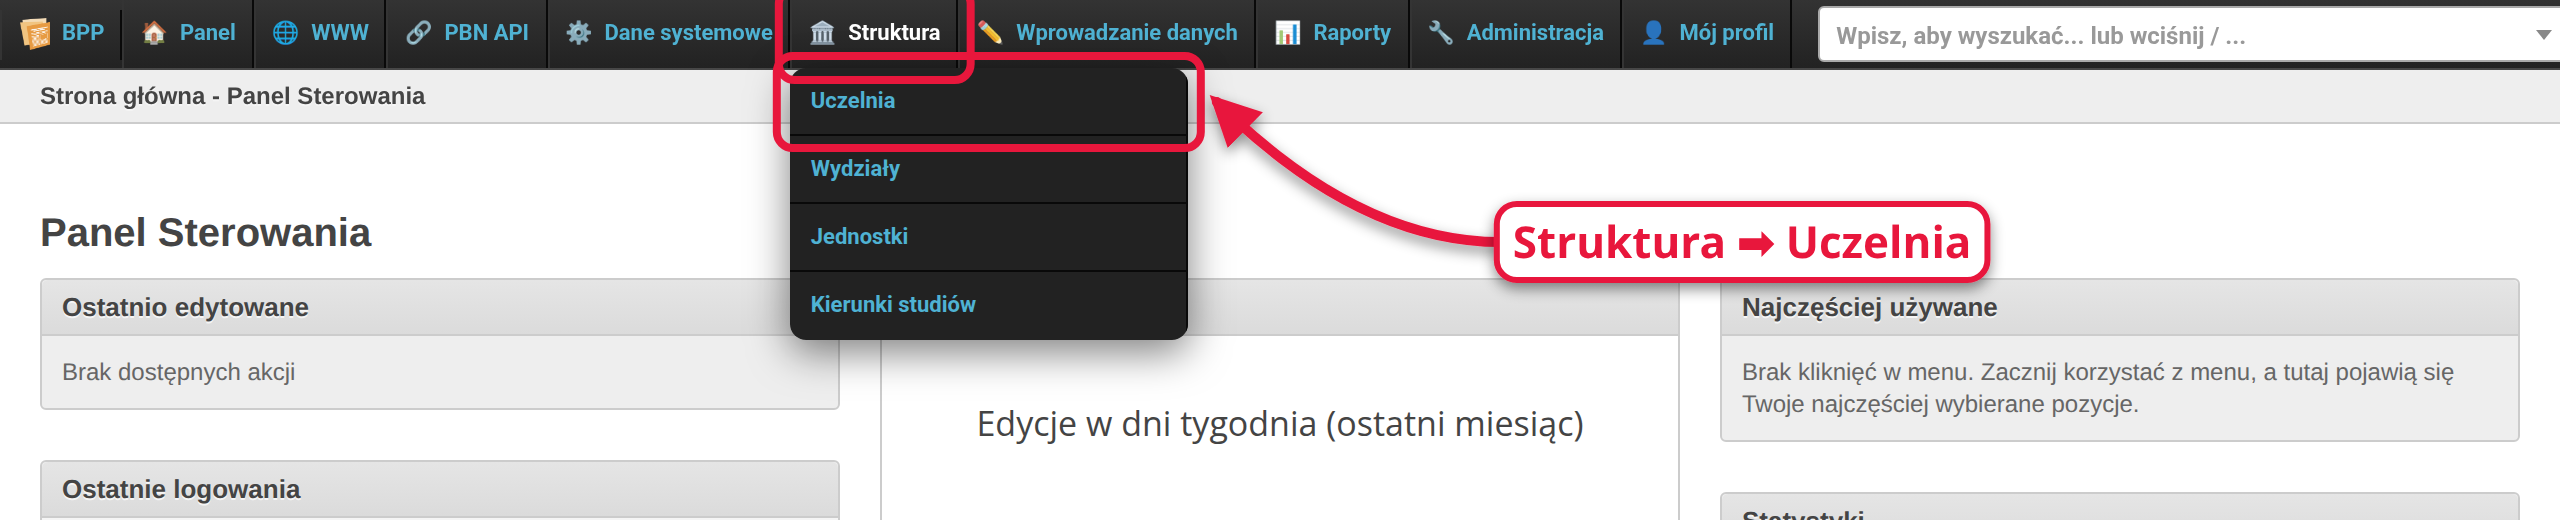 BPP Panel WWW PBN API Dane systemowe Struktura Wprowadzanie danych Raporty Administracja Mój profil Wpisz, aby wyszukać... lub wciśnij / ...
Strona główna - Panel Sterowania
Uczelnia
Wydziały
Jednostki
Kierunki studiów
Struktura ➡ Uczelnia
Panel Sterowania
Ostatnio edytowane
Brak dostępnych akcji
Ostatnie logowania
Edycje w dni tygodnia (ostatni miesiąc)
Najczęściej używane
Brak kliknięć w menu. Zacznij korzystać z menu, a tutaj pojawią się
Twoje najczęściej wybierane pozycje.
Statystyki